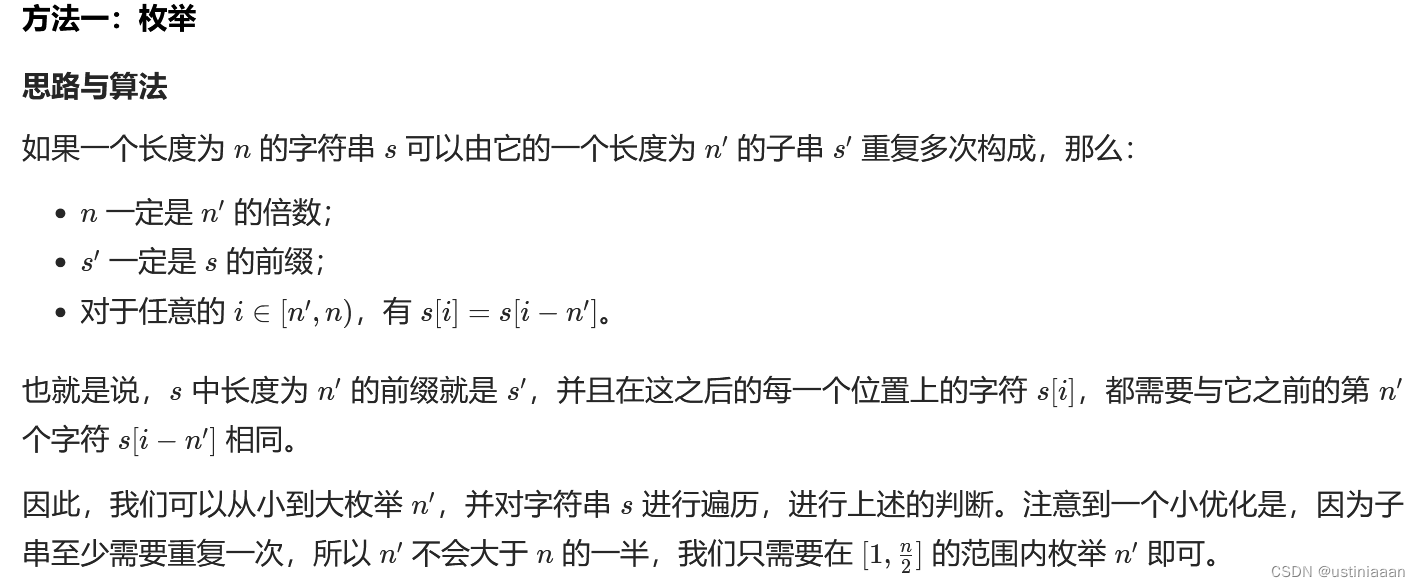 方法一：枚举
思路与算法
如果一个长度为 n 的字符串 s 可以由它的一个长度为 n′ 的子串 s′ 重复多次构成，那么：
• n 一定是 n′ 的倍数；
• s′ 一定是 s 的前缀；
• 对于任意的 i ∈ [n′, n)，有 s[i] = s[i − n′]。
也就是说，s 中长度为 n′ 的前缀就是 s′，并且在这之后的每一个位置上的字符 s[i]，都需要与它之前的第 n′
个字符 s[i − n′] 相同。
因此，我们可以从小到大枚举 n′，并对字符串 s 进行遍历，进行上述的判断。注意到一个小优化是，因为子
串至少需要重复一次，所以 n′ 不会大于 n 的一半，我们只需要在 [1, n/2] 的范围内枚举 n′ 即可。
CSDN @ustiniaaan